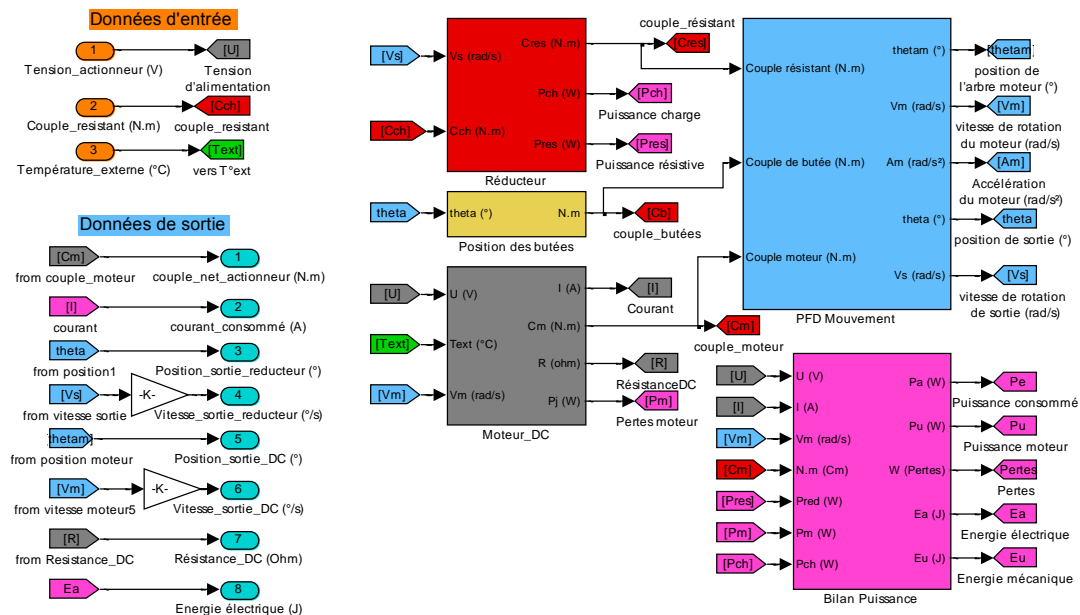 Données d'entrée
1
Tension_actionneur (V)
[U]
Tension
d'alimentation
2
Couple_resistant (N.m)
[Cch]
couple_resistant
3
Température_externe (°C)
[Text]
vers T°ext
Données de sortie
[Cm]
from couple_moteur
1
couple_net_actionneur (N.m)
[I]
courant
2
courant_consommé (A)
theta
from position1
3
Position_sortie_reducteur (°)
[Vs]
from vitesse sortie
-K-
4
Vitesse_sortie_reducteur (°/s)
[thetam]
from position moteur
5
Position_sortie_DC (°)
[Vm]
from vitesse moteur5
-K-
6
Vitesse_sortie_DC (°/s)
[R]
from Resistance_DC
7
Résistance_DC (Ohm)
Ea
8
Energie électrique (J)
[Vs]
[Cch]
Vs (rad/s)
Cch (N.m)
Cres (N.m)
Pch (W)
Pres (W)
Réducteur
couple_résistant
[Cres]
[Pch]
Puissance charge
[Pres]
Puissance résistive
theta
theta (°)
N.m
Position des butées
[Cb]
couple_butées
[U]
[Text]
[Vm]
U (V)
Text (°C)
Vm (rad/s)
I (A)
Cm (N.m)
R (ohm)
Pj (W)
Moteur_DC
[I]
Courant
[Cm]
couple_moteur
[R]
RésistanceDC
[Pm]
Pertes moteur
Couple résistant (N.m)
Couple de butée (N.m)
Couple moteur (N.m)
thetam (°)
Vm (rad/s)
Am (rad/s²)
theta (°)
Vs (rad/s)
PFD Mouvement
[thetam]
position de
l'arbre moteur (°)
[Vm]
vitesse de rotation
du moteur (rad/s)
[Am]
Accélération
du moteur (rad/s²)
theta
position de sortie (°)
[Vs]
vitesse de rotation
de sortie (rad/s)
[U]
[I]
[Vm]
[Cm]
[Pres]
[Pm]
[Pch]
U (V)
I (A)
Vm (rad/s)
N.m (Cm)
Pred (W)
Pm (W)
Pch (W)
Pa (W)
Pu (W)
W (Pertes)
Ea (J)
Eu (J)
Bilan Puissance
Pe
Puissance consommé
Pu
Puissance moteur
Pertes
Pertes
Ea
Energie électrique
Eu
Energie mécanique